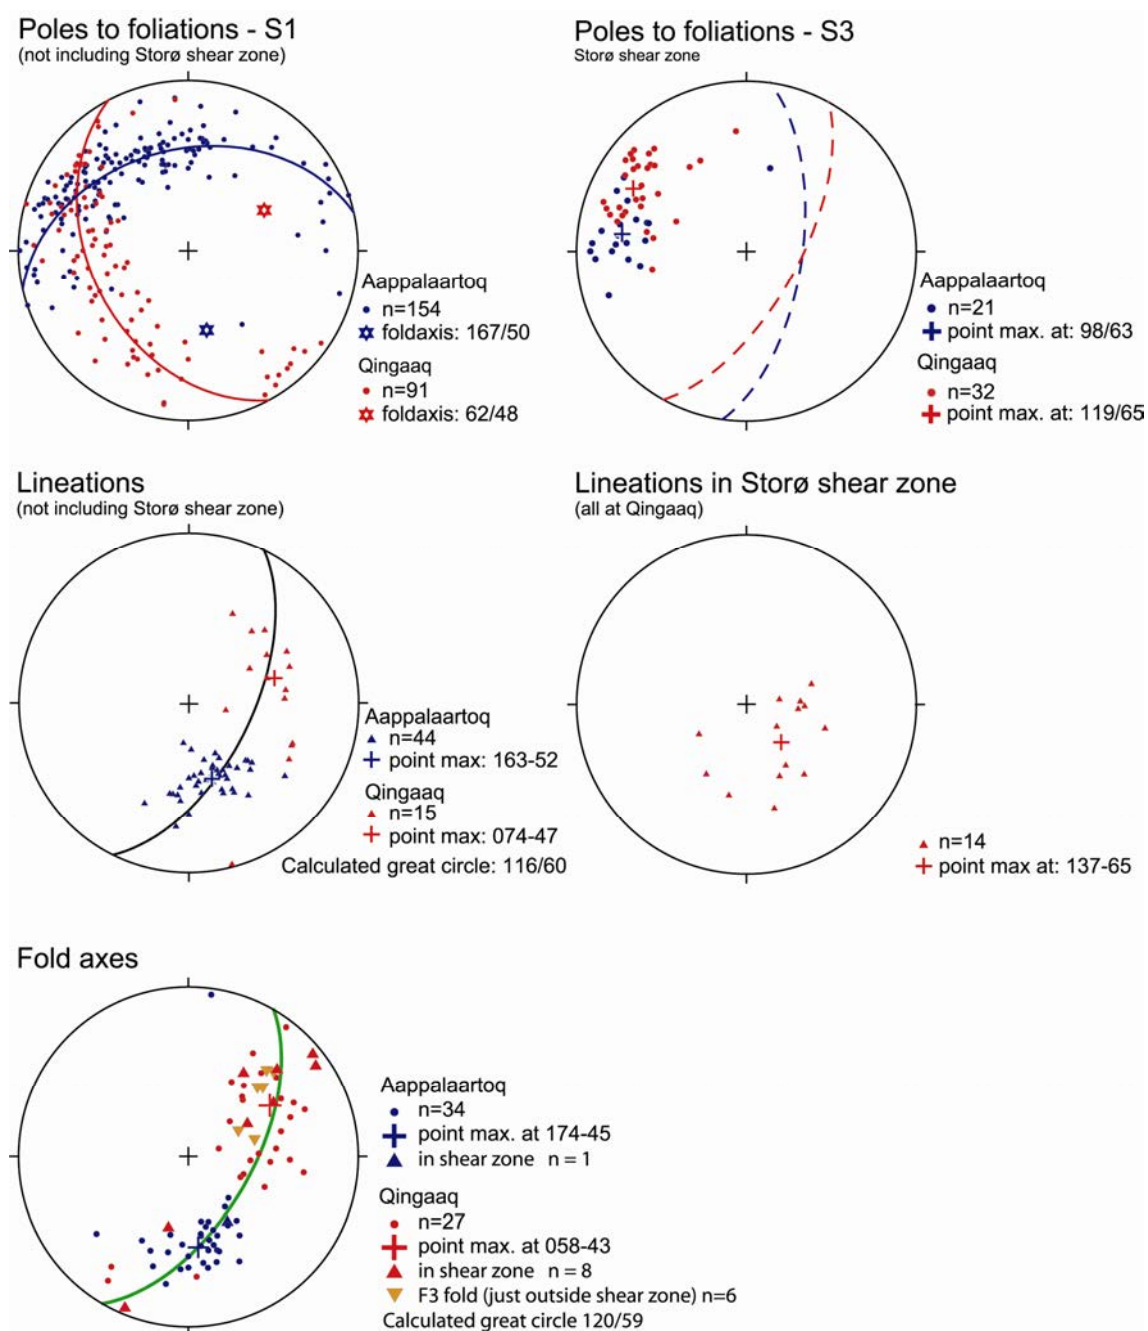 Poles to foliations - S1
(not including Storø shear zone)
Aappalaartoq
n=154
foldaxis: 167/50
Qingaaq
n=91
foldaxis: 62/48
Poles to foliations - S3
Storø shear zone
Aappalaartoq
n=21
point max. at: 98/63
Qingaaq
n=32
point max. at: 119/65
Lineations
(not including Storø shear zone)
Aappalaartoq
n=44
point max: 163-52
Qingaaq
n=15
point max: 074-47
Calculated great circle: 116/60
Lineations in Storø shear zone
(all at Qingaaq)
n=14
point max at: 137-65
Fold axes
Aappalaartoq
n=34
point max. at 174-45
in shear zone n = 1
Qingaaq
n=27
point max. at 058-43
in shear zone n = 8
F3 fold (just outside shear zone) n=6
Calculated great circle 120/59